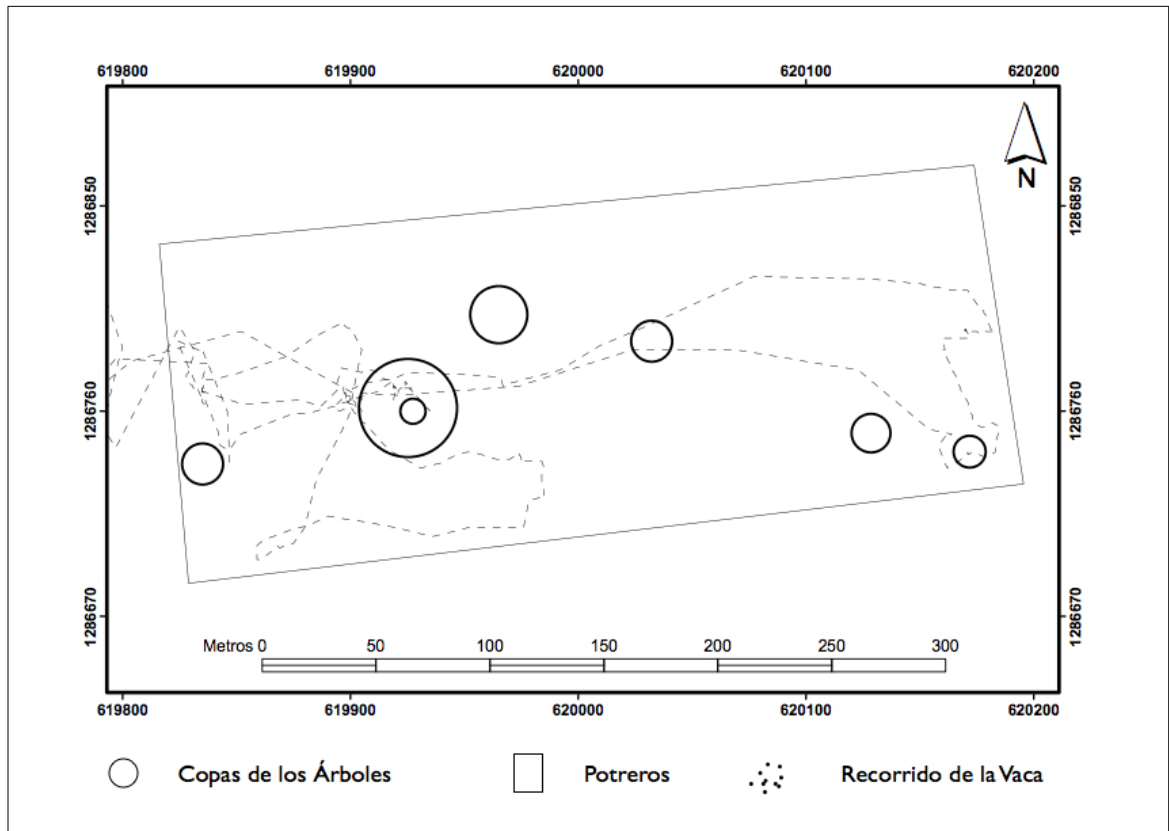 619800 619900 620000 620100 620200
1286850 1286850
N
1286760 1286760
1286670 1286670
Metros 0 50 100 150 200 250 300
619800 619900 620000 620100 620200
Copas de los Árboles Potreros Recorrido de la Vaca